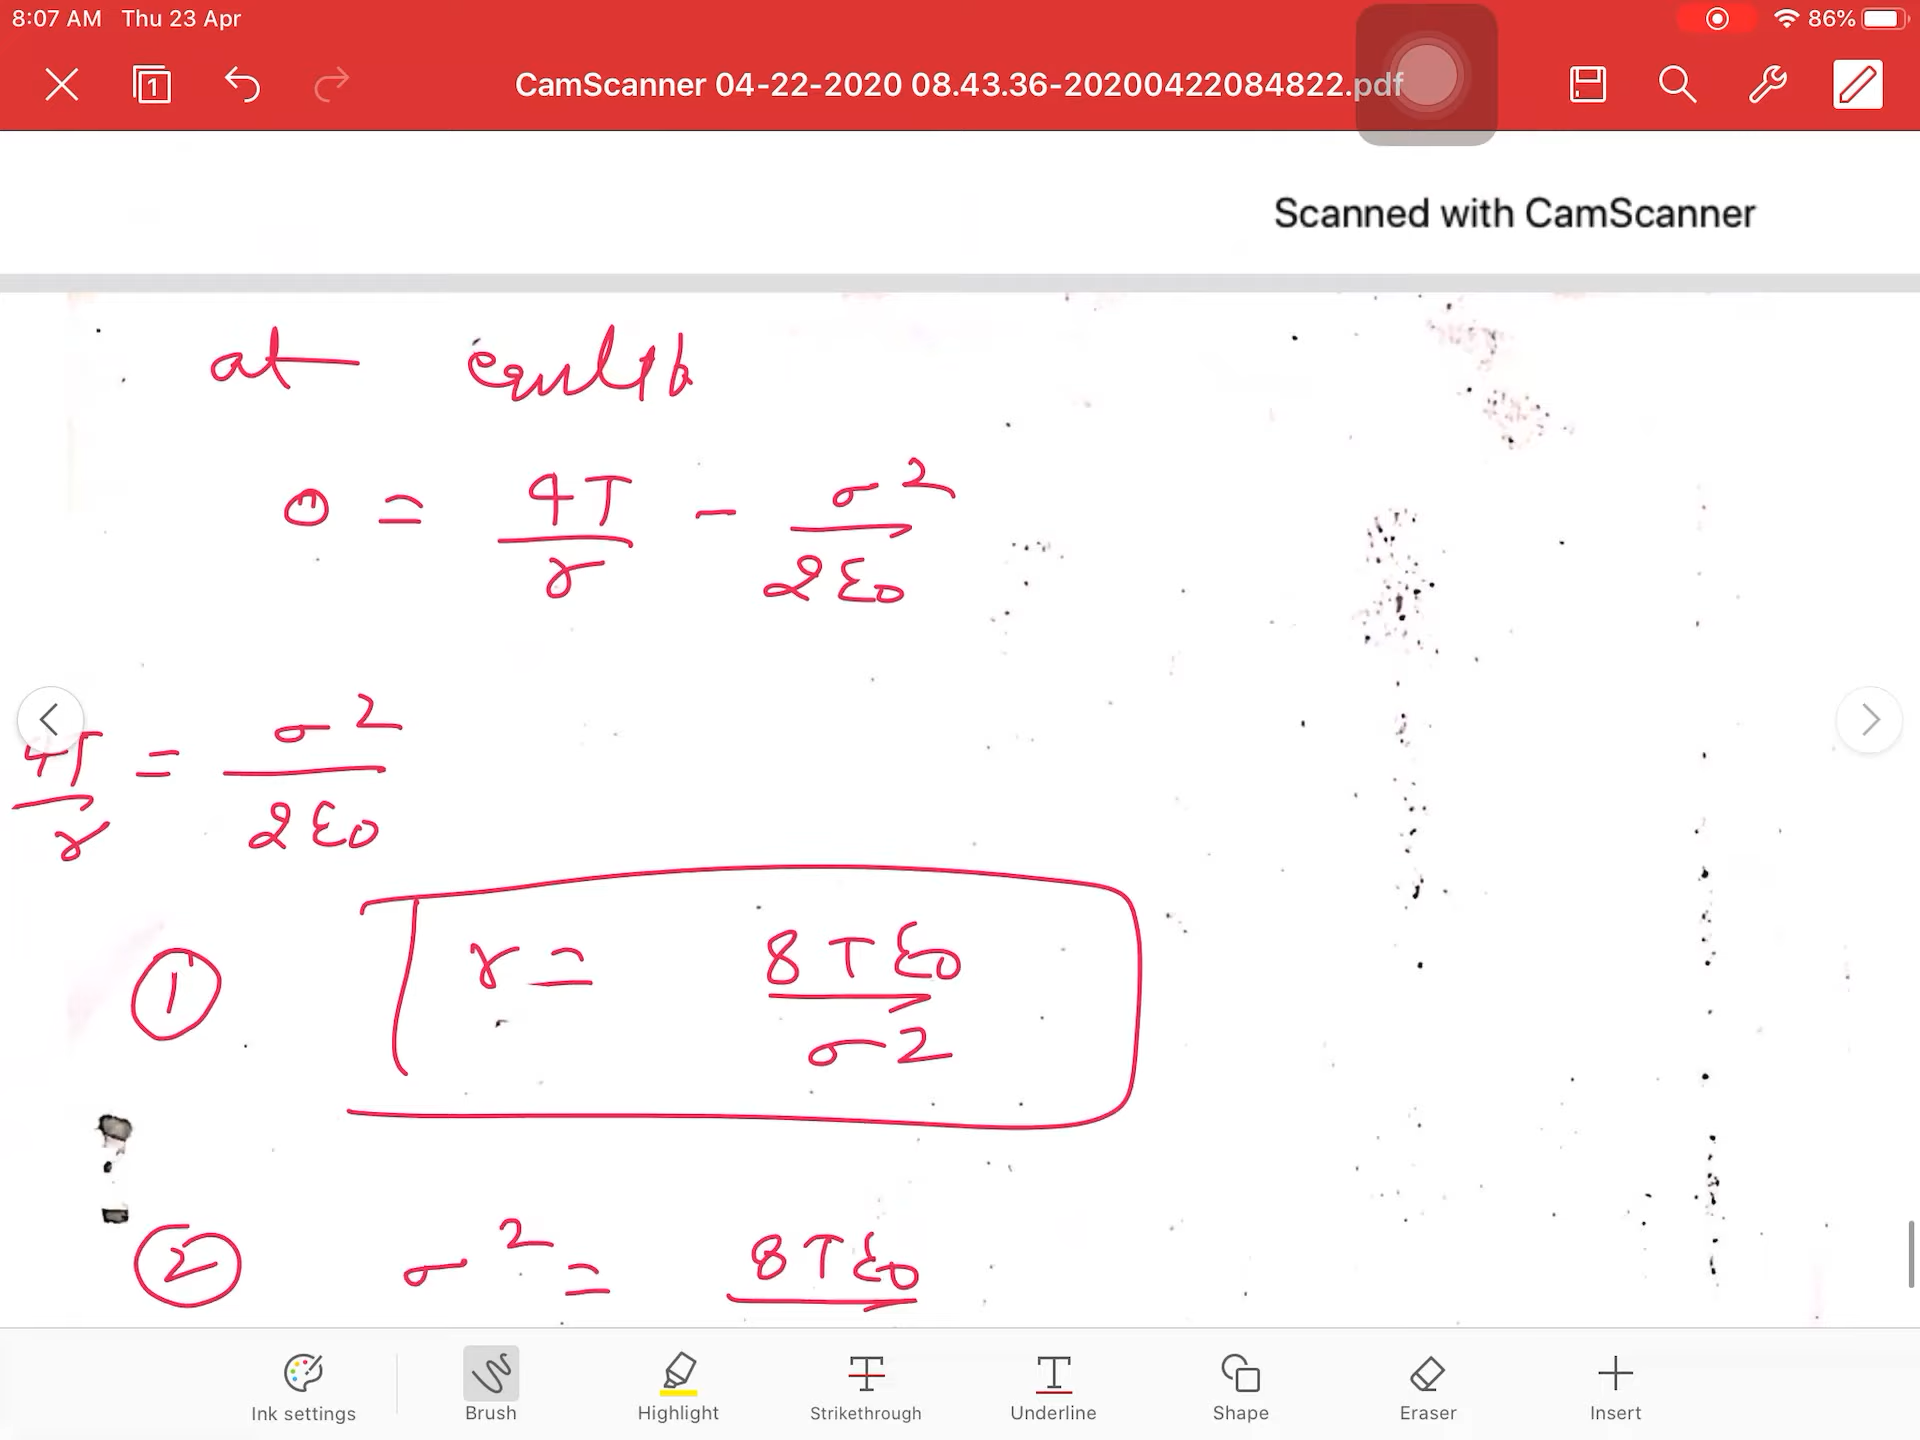 8:07 AM Thu 23 Apr 86%
1 CamScanner 04-22-2020 08.43.36-20200422084822.pdf
Scanned with CamScanner
at equlib
0 = 4T/r - σ²/2ε0
4T/r = σ²/2ε0
① r = 8Tε0/σ2
② σ² = 8Tε0
Ink settings Brush Highlight Strikethrough Underline Shape Eraser Insert